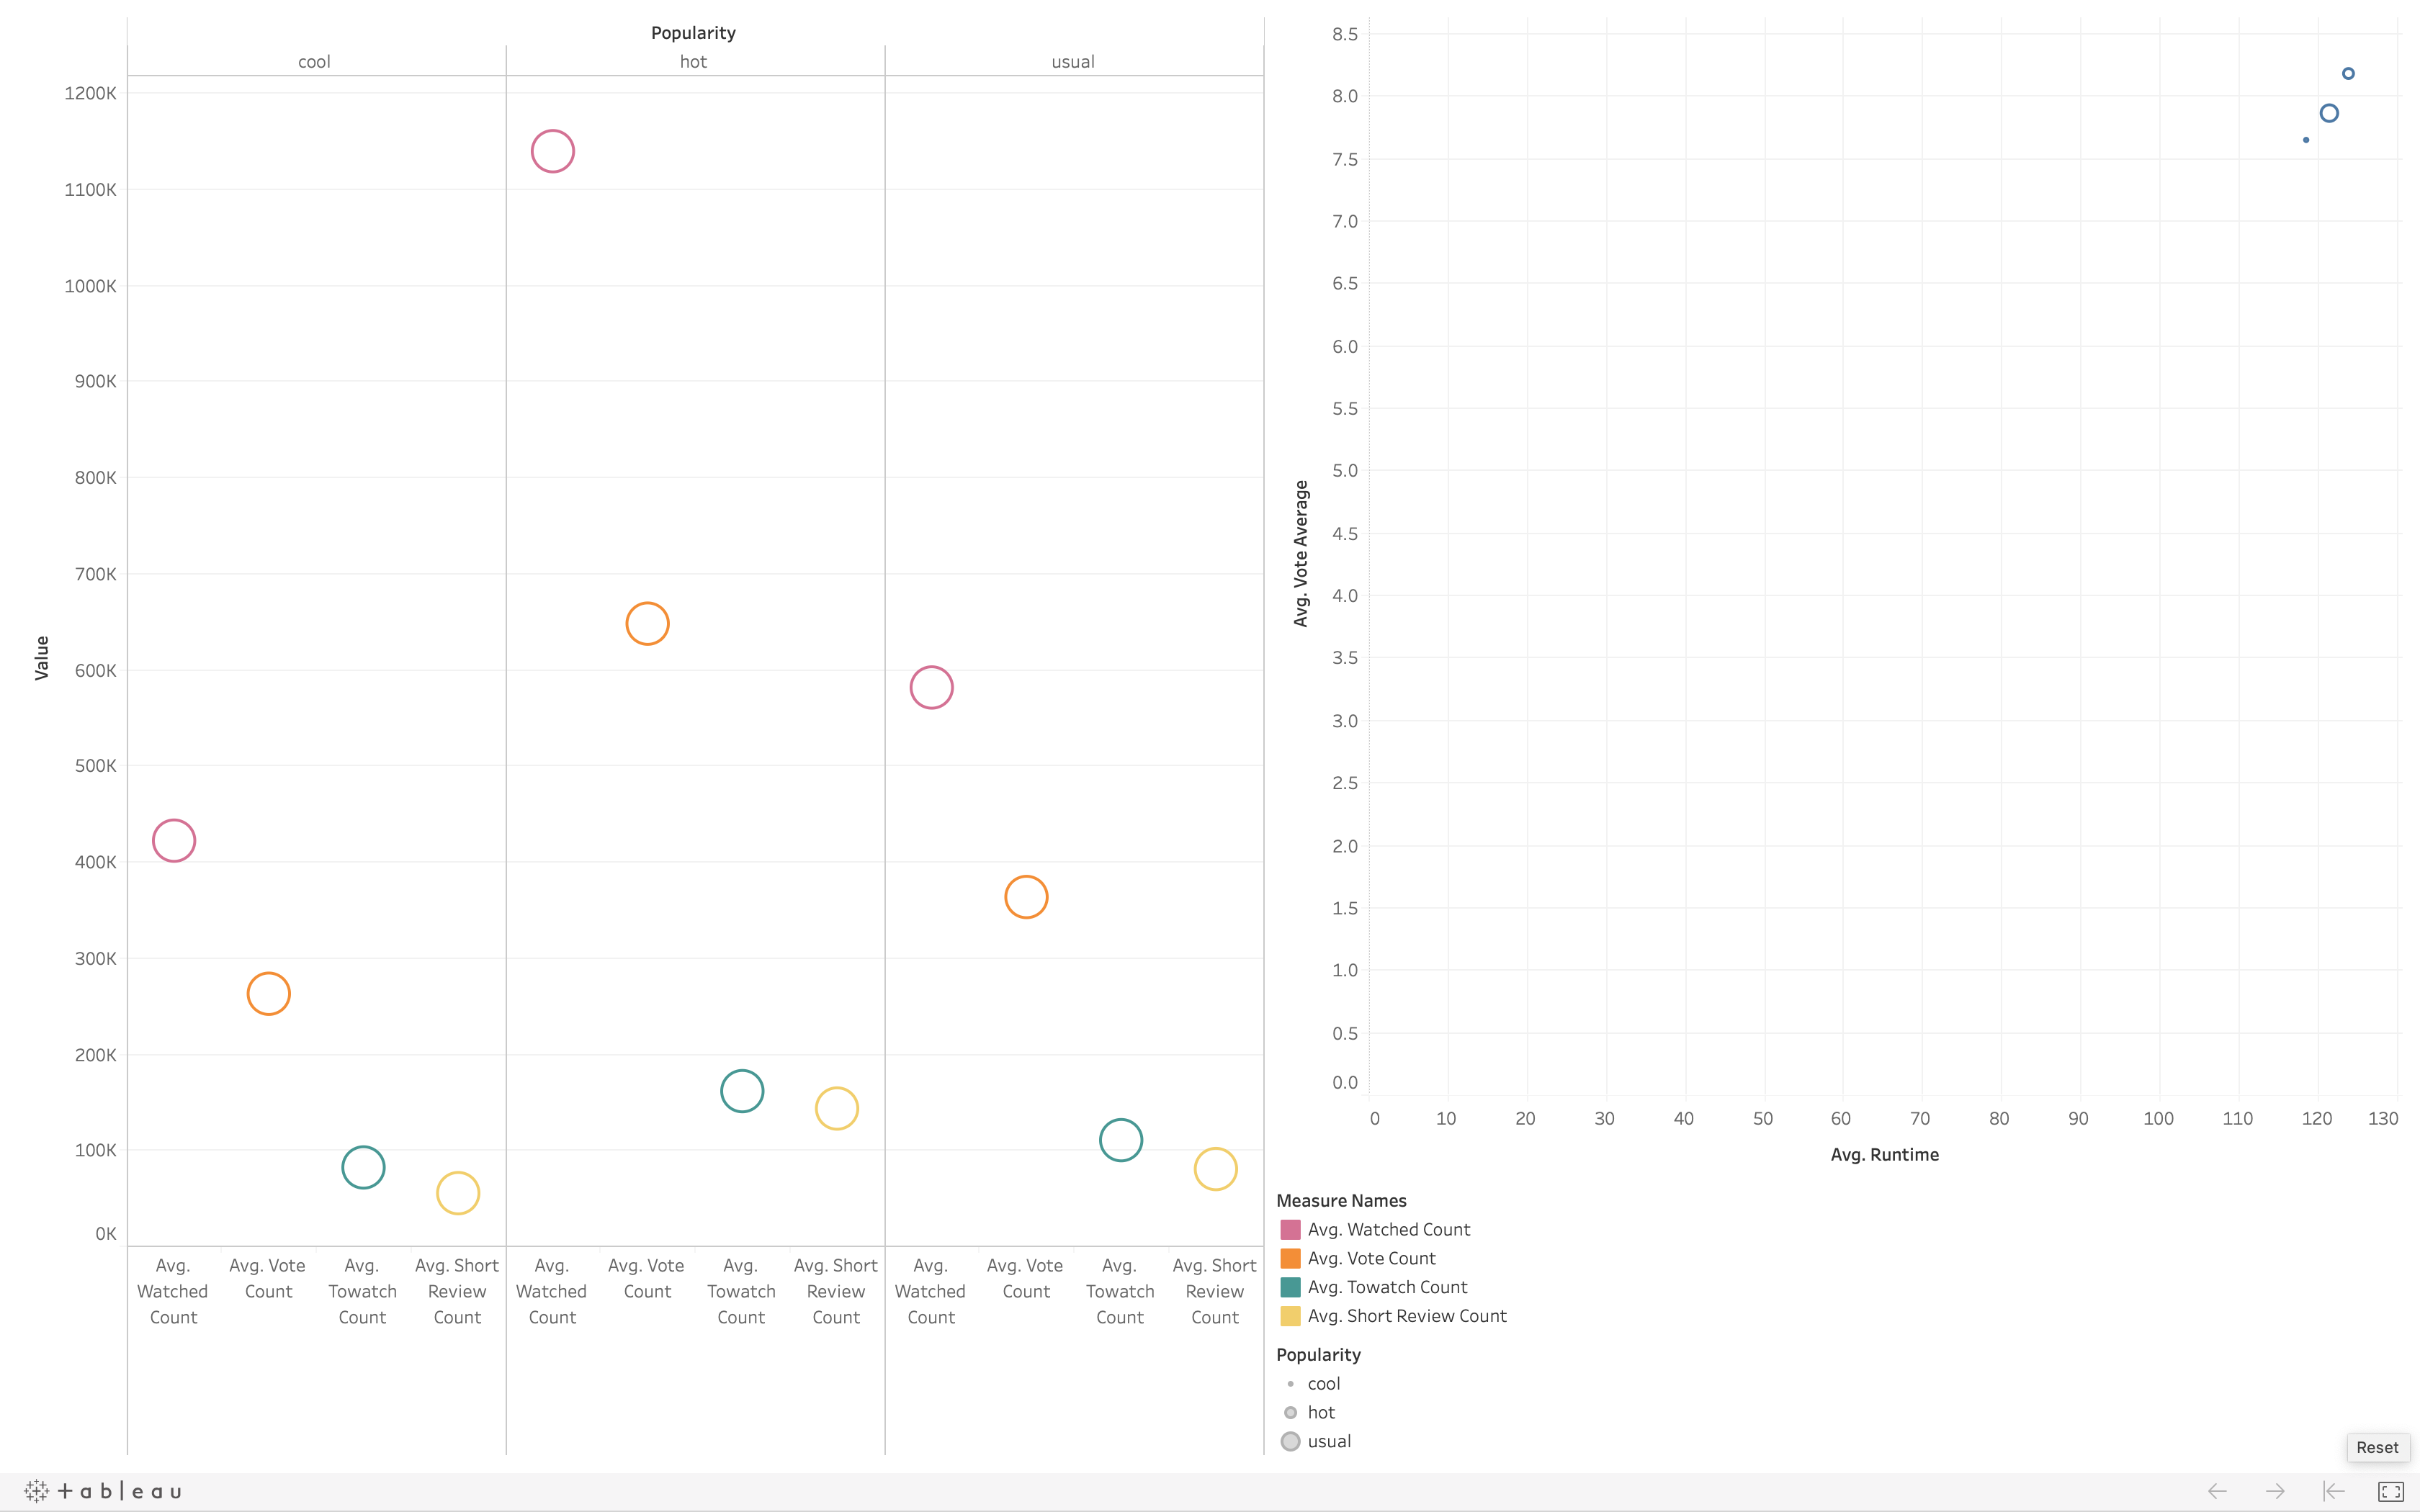 Popularity
cool
hot
usual
1200K
1100K
1000K
900K
800K
700K
600K
500K
400K
300K
200K
100K
0K
Value
Avg. Watched Count
Avg. Vote Count
Avg. Towatch Count
Avg. Short Review Count
Avg. Watched Count
Avg. Vote Count
Avg. Towatch Count
Avg. Short Review Count
Avg. Watched Count
Avg. Vote Count
Avg. Towatch Count
Avg. Short Review Count
8.5
8.0
7.5
7.0
6.5
6.0
5.5
5.0
4.5
4.0
3.5
3.0
2.5
2.0
1.5
1.0
0.5
0.0
Avg. Vote Average
0 10 20 30 40 50 60 70 80 90 100 110 120 130
Avg. Runtime
Measure Names
Avg. Watched Count
Avg. Vote Count
Avg. Towatch Count
Avg. Short Review Count
Popularity
cool
hot
usual
Reset
+ableau